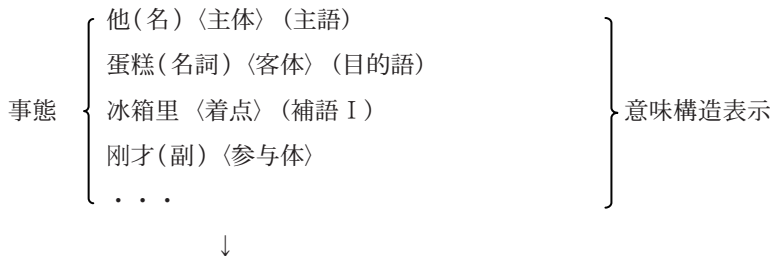 他(名)〈主体〉(主語)
蛋糕(名詞)〈客体〉(目的語)
事態 冰箱里〈着点〉(補語Ⅰ) 意味構造表示
刚才(副)〈参与体〉
・・・
↓